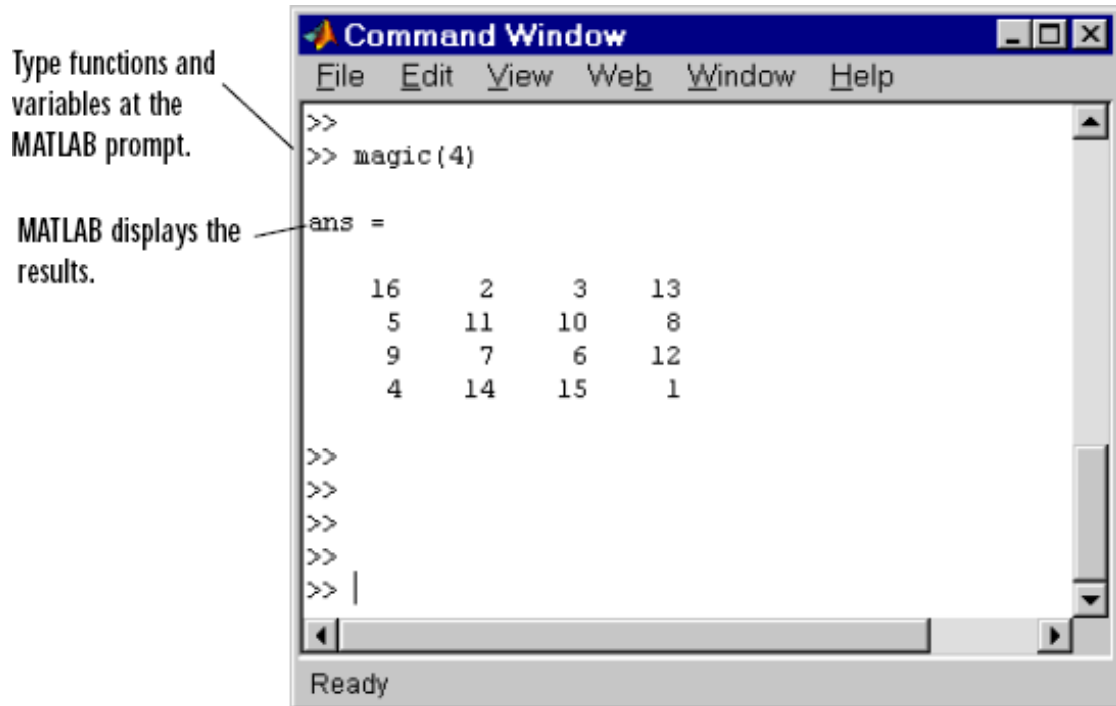 Type functions and
variables at the
MATLAB prompt.
MATLAB displays the
results.
Command Window
File Edit View Web Window Help
>>
>> magic(4)
ans =
16 2 3 13
5 11 10 8
9 7 6 12
4 14 15 1
>>
>>
>>
>>
>>
Ready